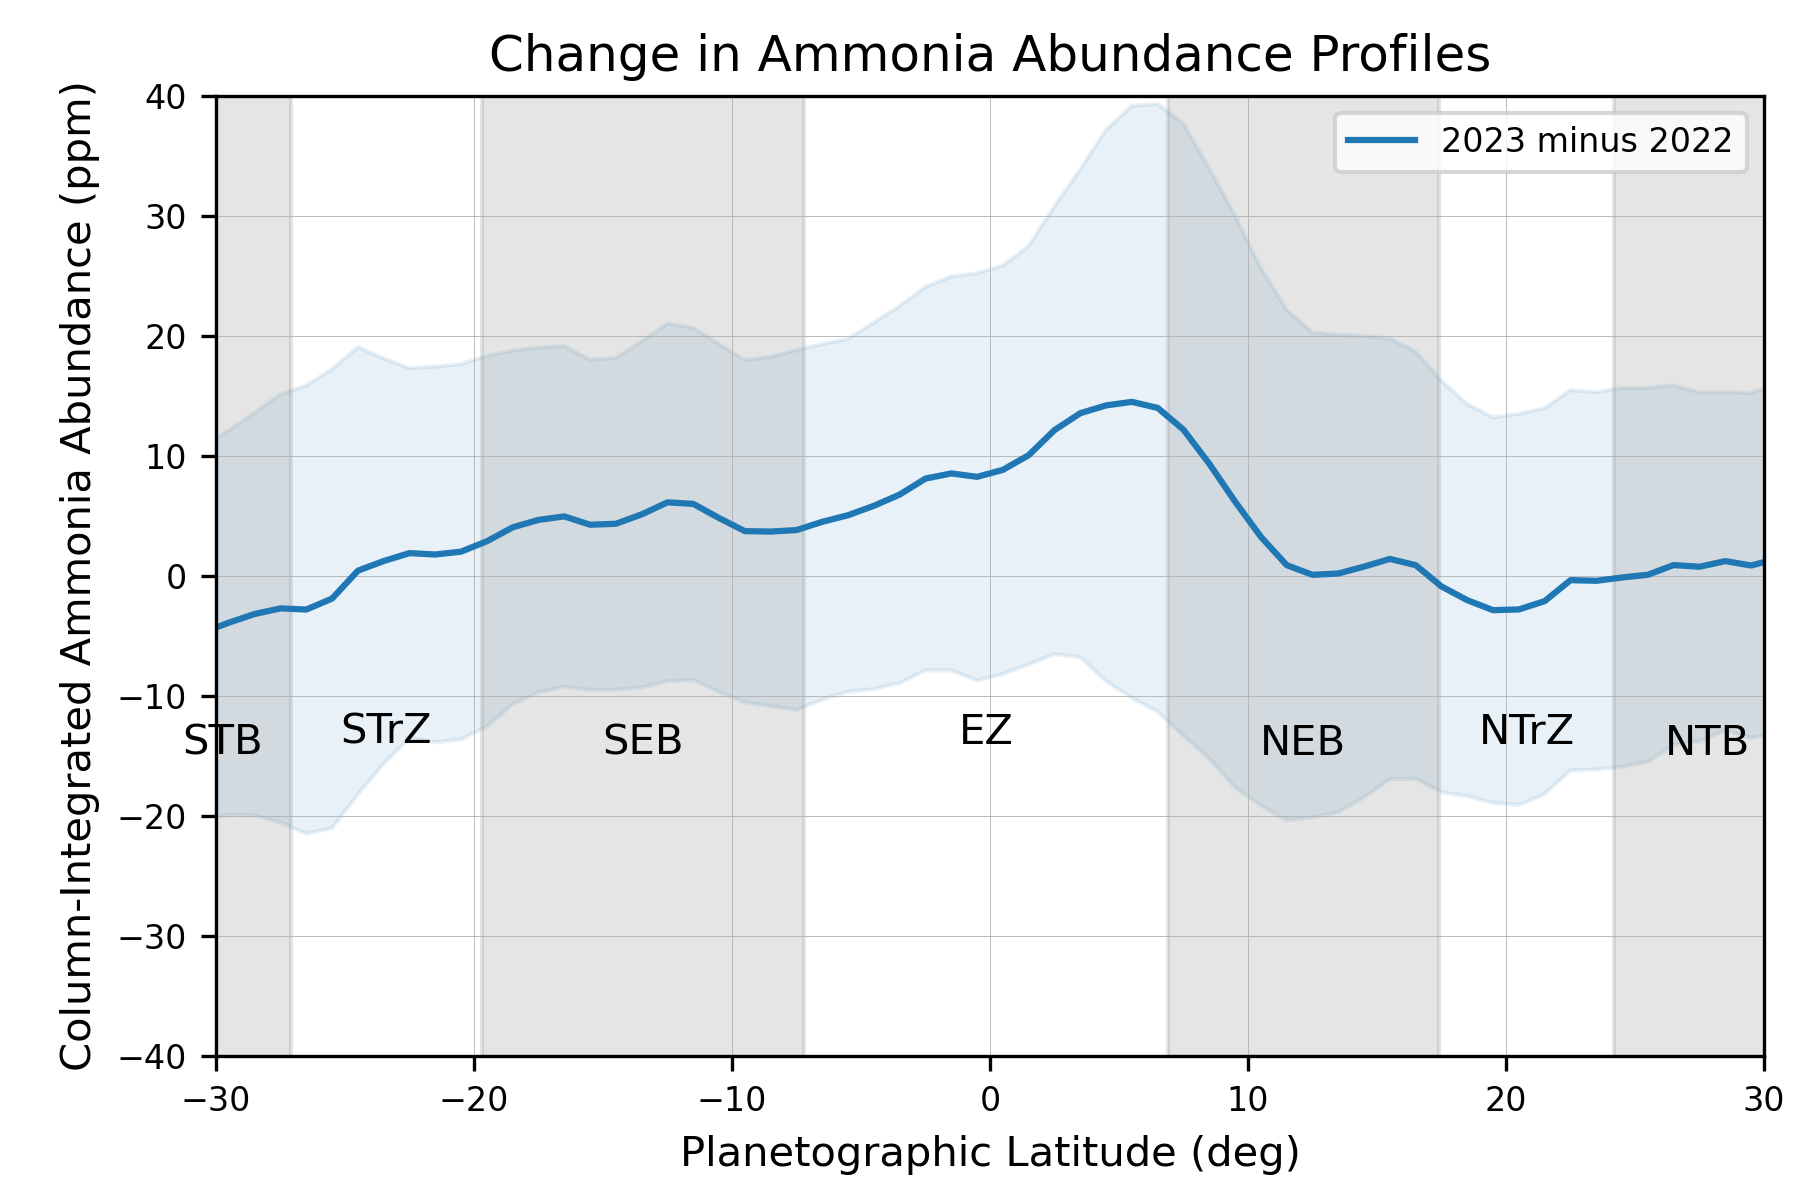 Change in Ammonia Abundance Profiles
Column-Integrated Ammonia Abundance (ppm)
40
30
20
10
0
−10
−20
−30
−40
2023 minus 2022
STB
STrZ
SEB
EZ
NEB
NTrZ
NTB
−30
−20
−10
0
10
20
30
Planetographic Latitude (deg)